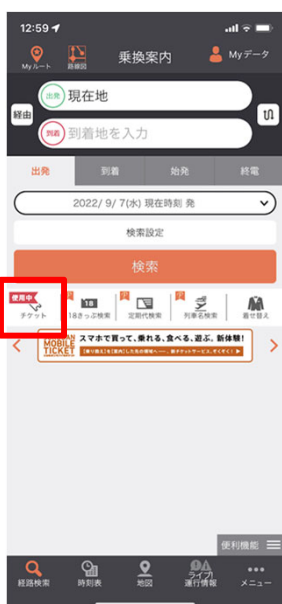 12:59
乗換案内
Myルート
路線図
Myデータ
経由
出発 現在地
到着 到着地を入力
出発 到着 始発 終電
2022/ 9/ 7(水) 現在時刻 発
検索設定
検索
使用中
チケット
18
18きっぷ検索
定期代検索
列車名検索
着せ替え
MOBILE TICKET
スマホで買って、乗れる、食べる、遊ぶ。新体験!
便利機能
経路検索
時刻表
地図
ライブ!
運行情報
メニュー